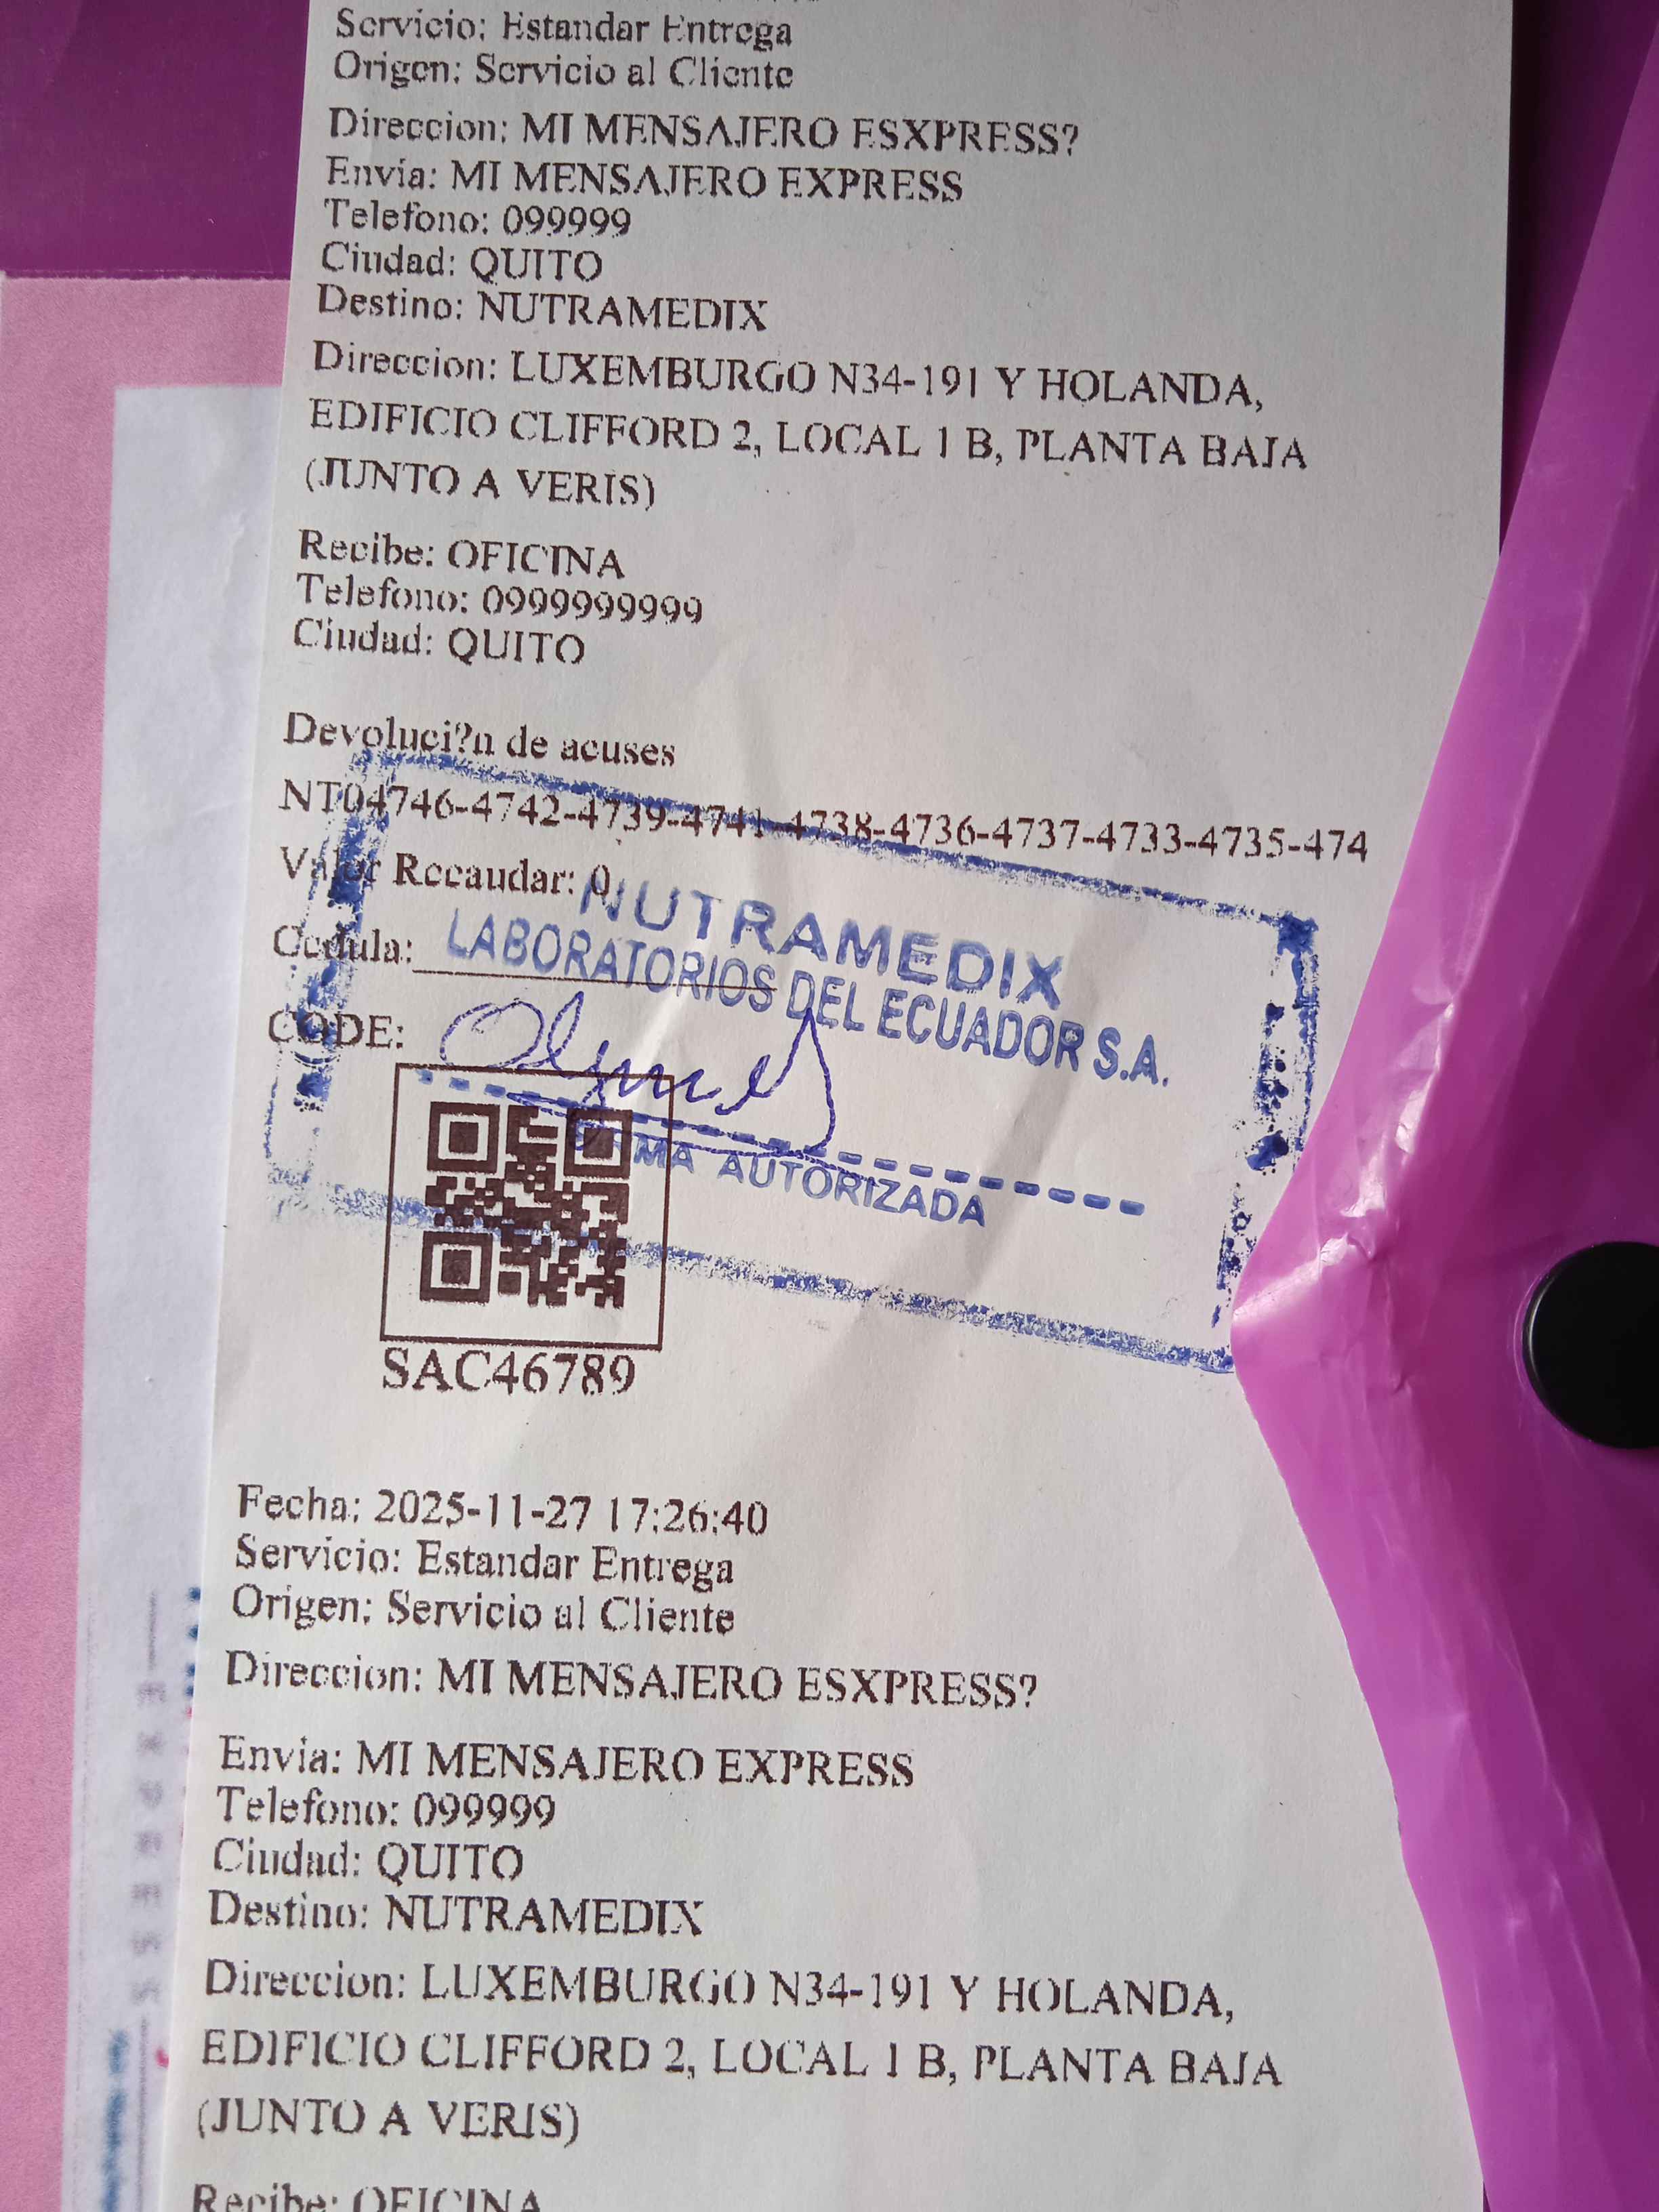 Servicio: Estandar Entrega
Origen: Servicio al Cliente
Direccion: MI MENSAJERO ESXPRESS?
Envia: MI MENSAJERO EXPRESS
Telefono: 099999
Ciudad: QUITO
Destino: NUTRAMEDIX
Direccion: LUXEMBURGO N34-191 Y HOLANDA,
EDIFICIO CLIFFORD 2, LOCAL 1 B, PLANTA BAJA
(JUNTO A VERIS)
Recibe: OFICINA
Telefono: 0999999999
Ciudad: QUITO
Devoluci?n de acuses
NT04746-4742-4739-4741-4738-4736-4737-4733-4735-474
Valor Recaudar: 0
NUTRAMEDIX
Cedula:
LABORATORIOS DEL ECUADOR S.A.
CODE:
FIRMA AUTORIZADA
SAC46789
Fecha: 2025-11-27 17:26:40
Servicio: Estandar Entrega
Origen: Servicio al Cliente
Direccion: MI MENSAJERO ESXPRESS?
Envia: MI MENSAJERO EXPRESS
Telefono: 099999
Ciudad: QUITO
Destino: NUTRAMEDIX
Direccion: LUXEMBURGO N34-191 Y HOLANDA,
EDIFICIO CLIFFORD 2, LOCAL 1 B, PLANTA BAJA
(JUNTO A VERIS)
Recibe: OFICINA
EXPRESS